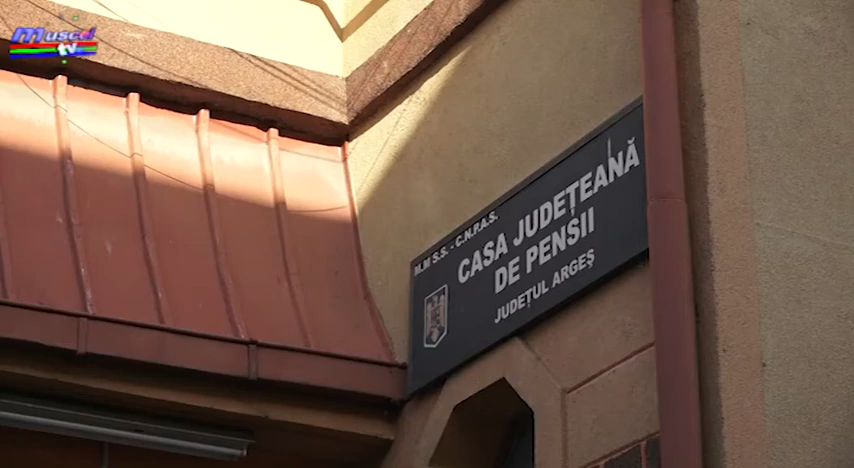 Muscel
tv
M.M S.S. - C.N.P.A.S.
CASA JUDEȚEANĂ
DE PENSII
JUDEȚUL ARGEȘ